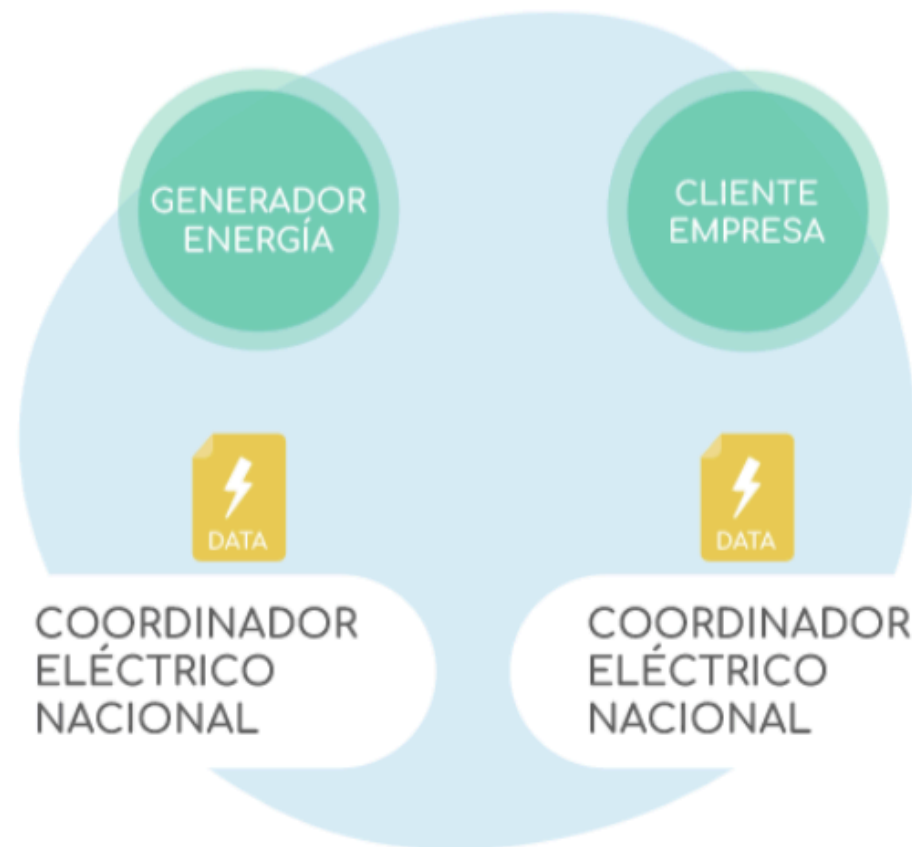 GENERADOR
ENERGÍA
CLIENTE
EMPRESA
DATA
DATA
COORDINADOR
ELÉCTRICO
NACIONAL
COORDINADOR
ELÉCTRICO
NACIONAL